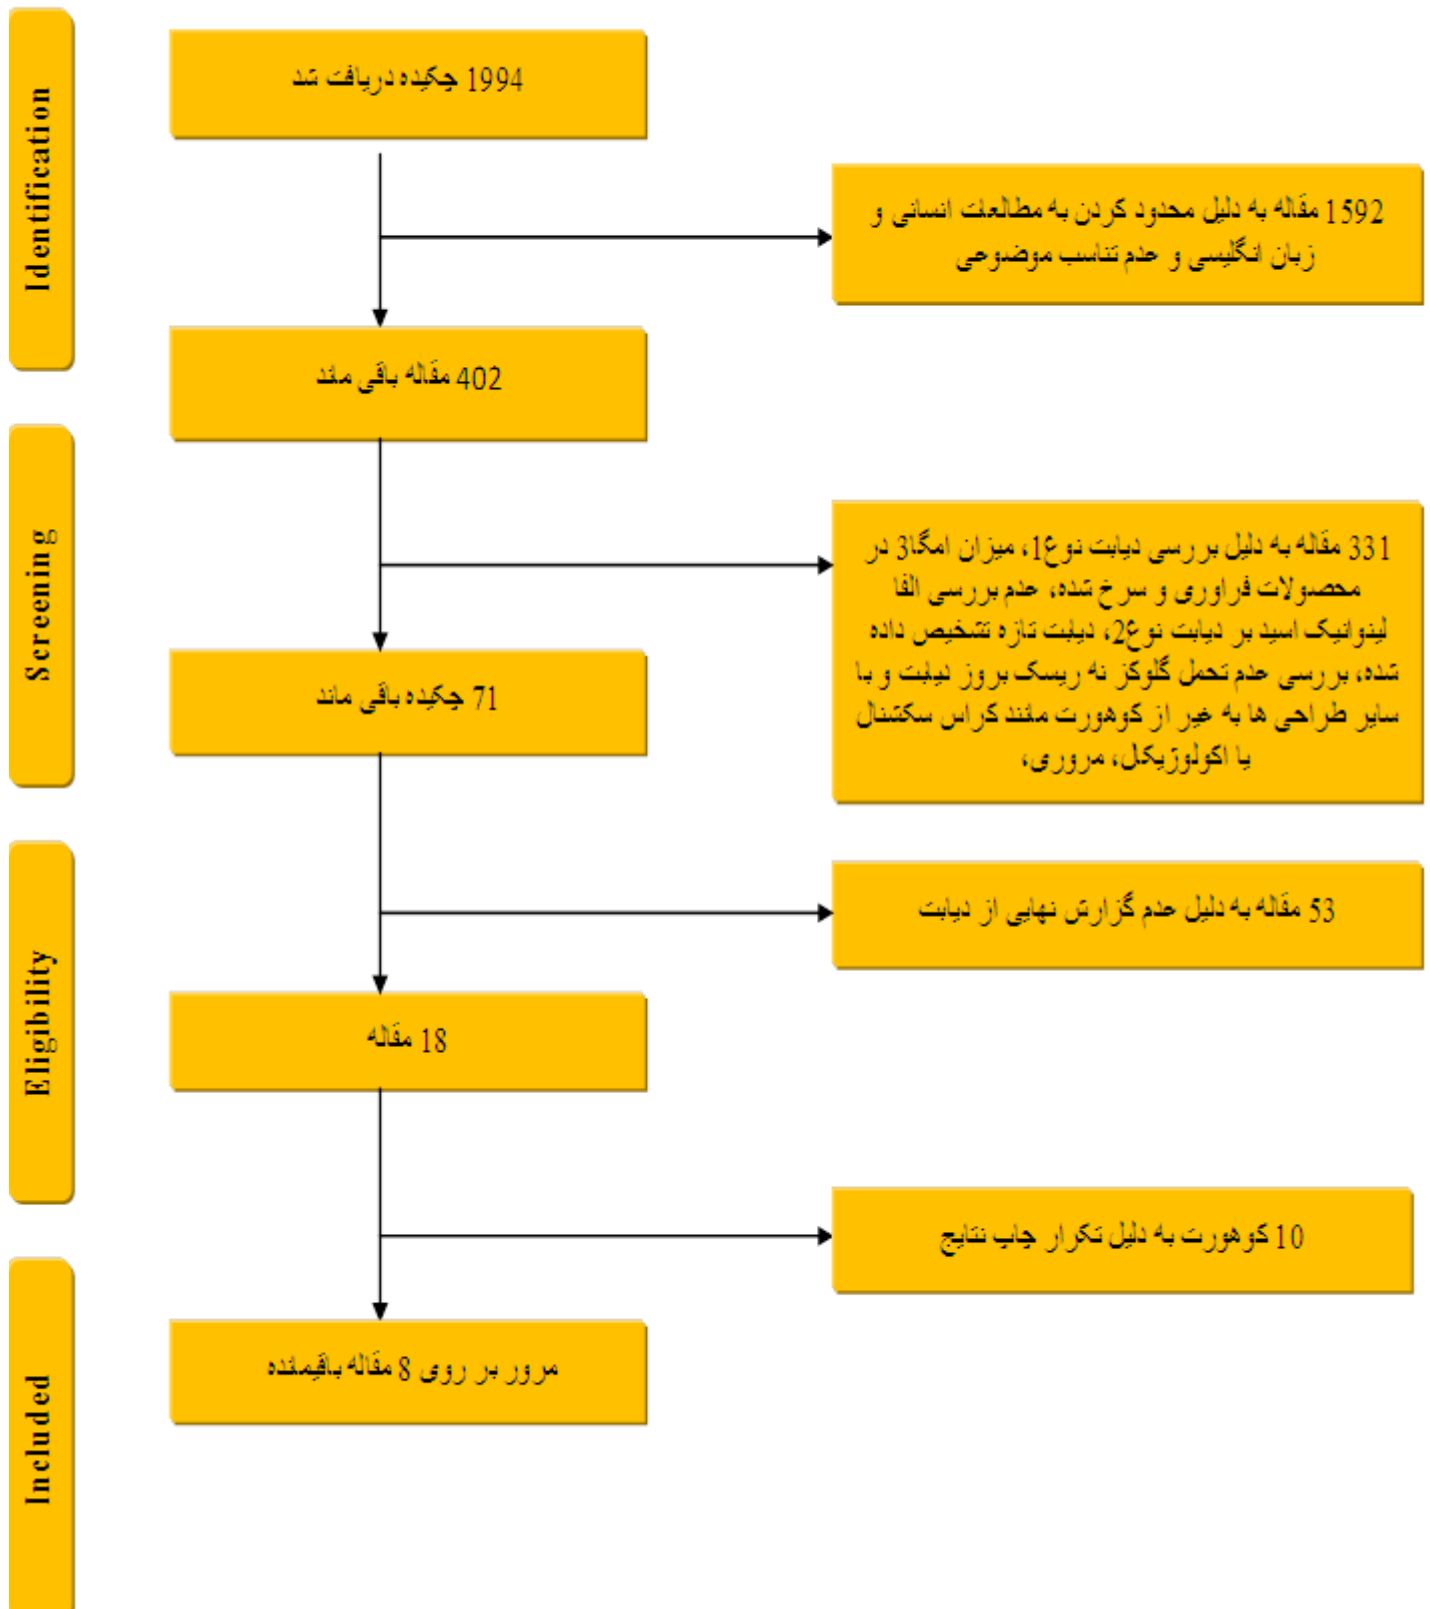 Identification
1994 چکیده دریافت شد
1592 مقاله به دلیل محدود کردن به مطالعات انسانی و
زبان انگلیسی و عدم تناسب موضوعی
402 مقاله باقی ماند
Screening
331 مقاله به دلیل بررسی دیابت نوع1، میزان امگا3 در
محصولات فراوری و سرخ شده، عدم بررسی الفا
لینولنیک اسید بر دیابت نوع2، دیابت تازه تشخیص داده
شده، بررسی عدم تحمل گلوکز نه ریسک بروز دیابت و با
سایر طراحی ها به غیر از کوهورت مانند کراس سکشنال
یا اکولوژیکال، مروری،
71 چکیده باقی ماند
Eligibility
53 مقاله به دلیل عدم گزارش نهایی از دیابت
18 مقاله
10 کوهورت به دلیل تکرار چاپ نتایج
Included
مرور بر روی 8 مقاله باقیمانده